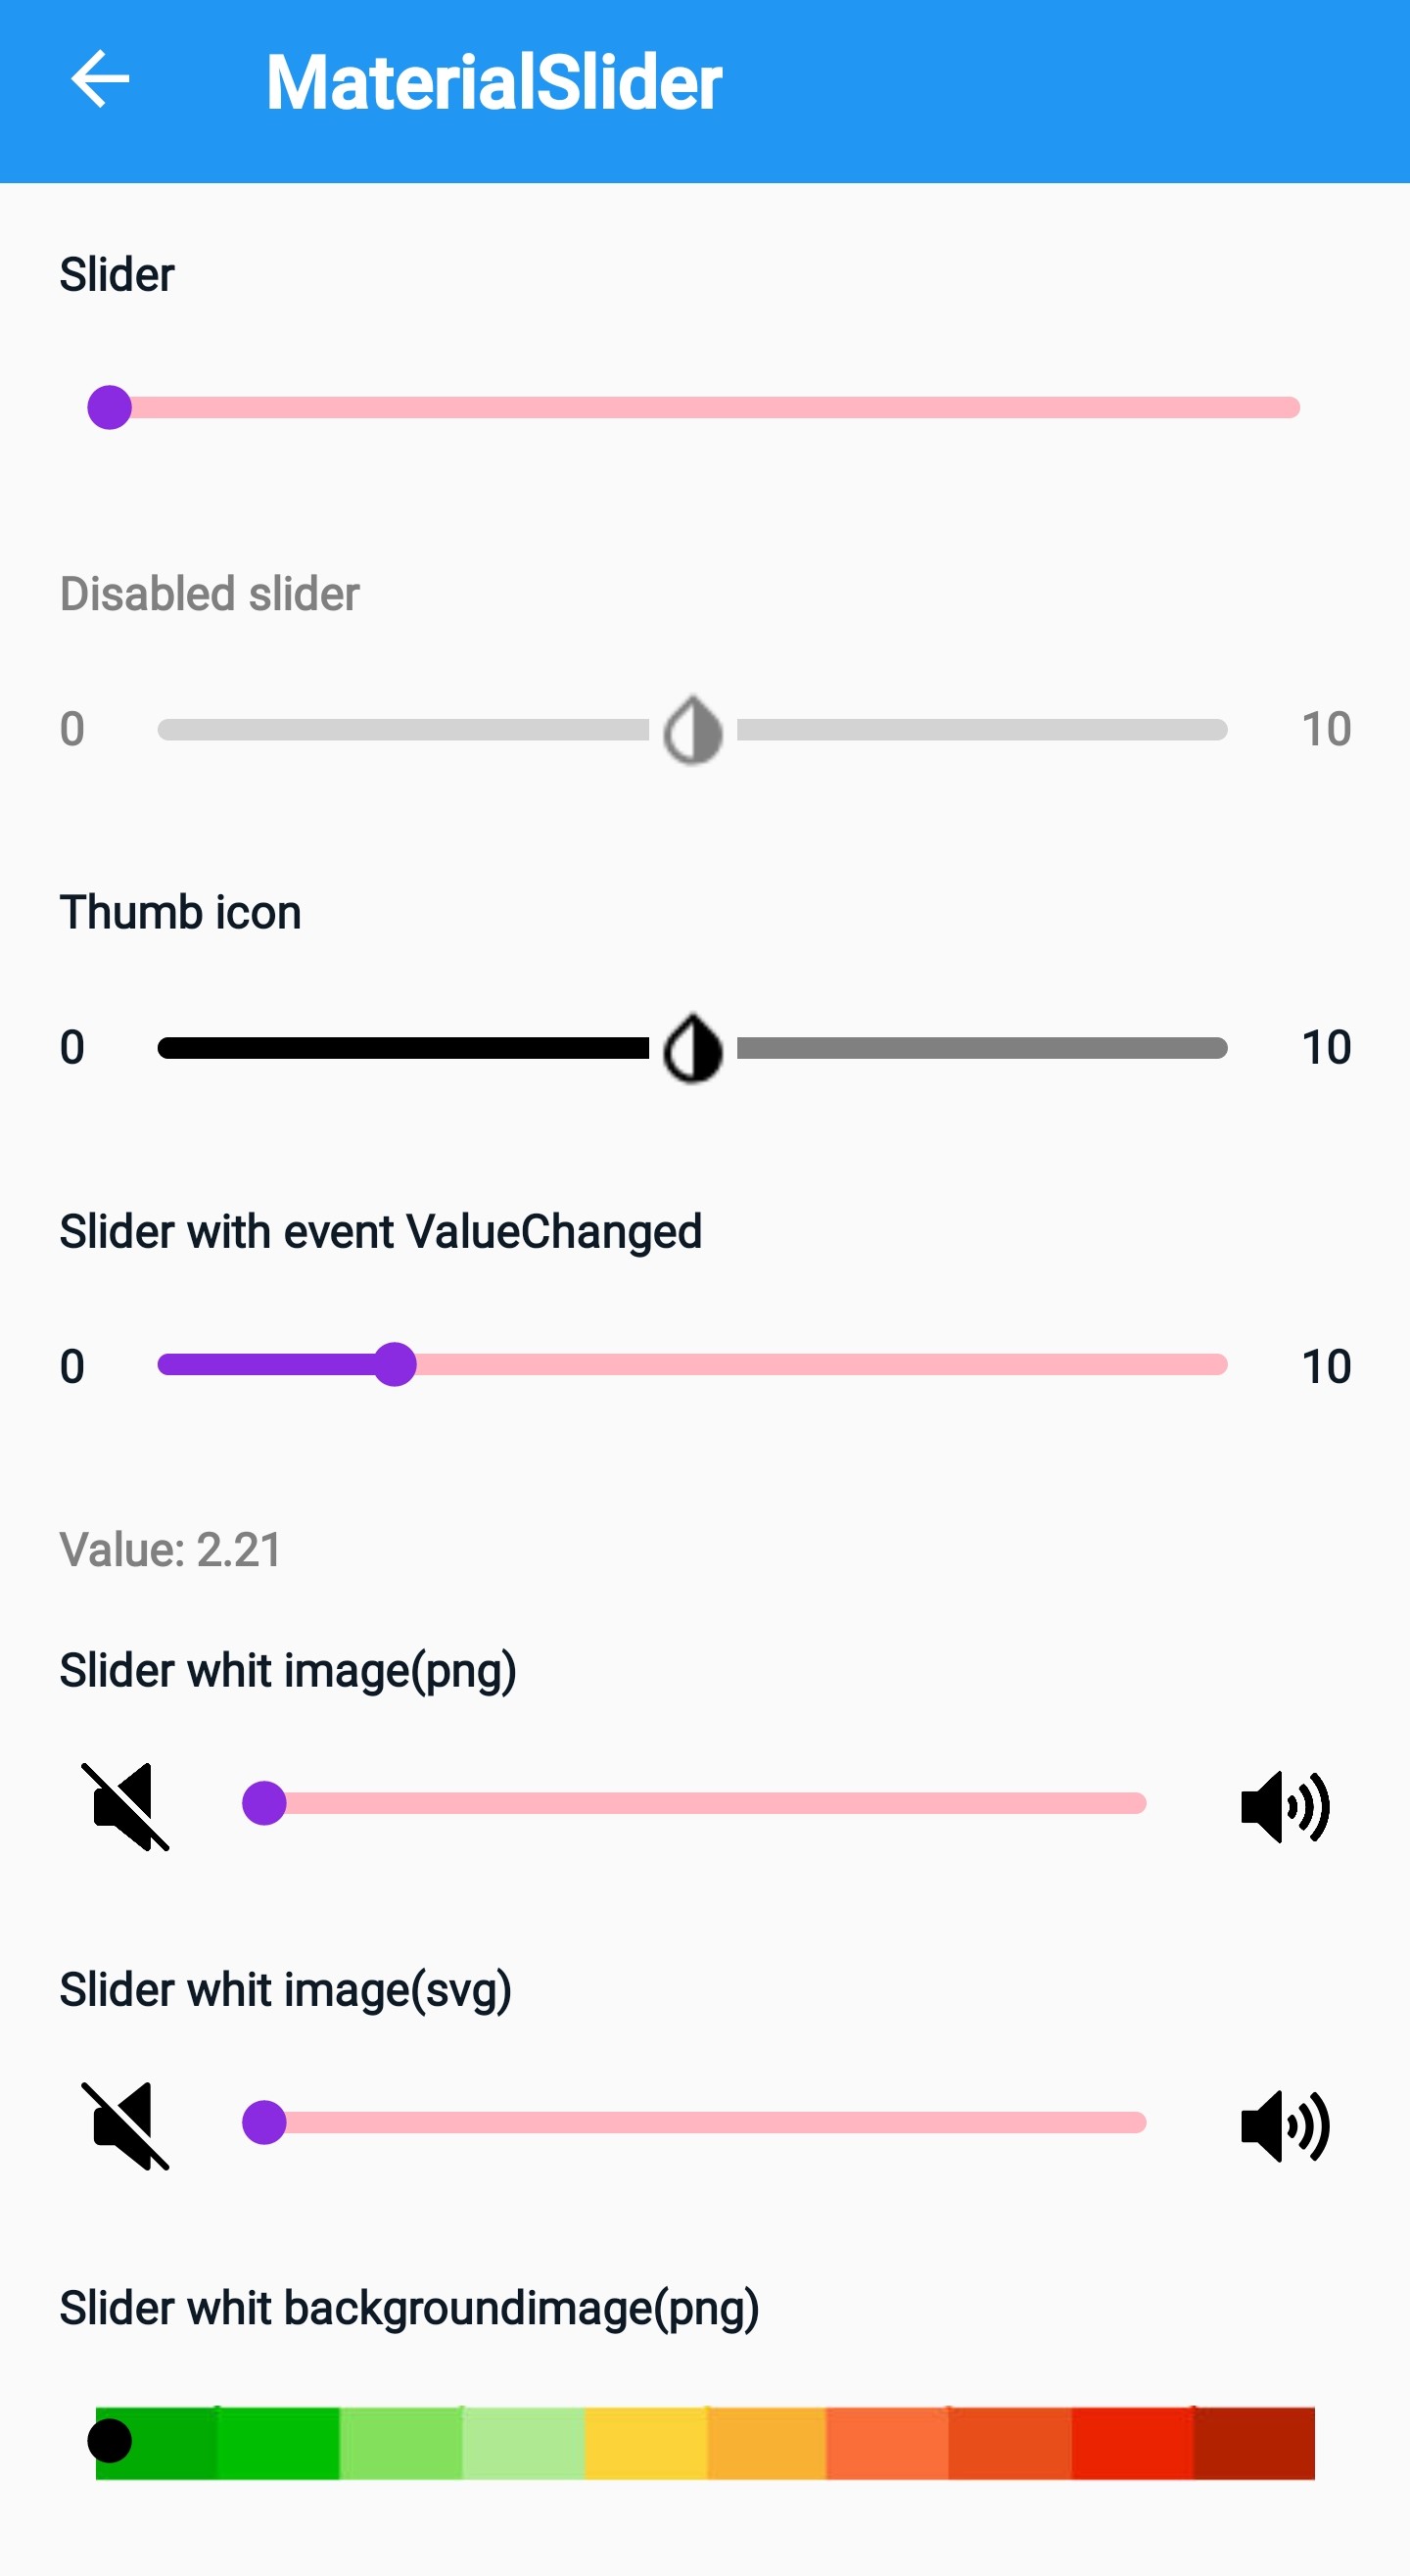 MaterialSlider
Slider
Disabled slider
0 10
Thumb icon
0 10
Slider with event ValueChanged
0 10
Value: 2.21
Slider whit image(png)
Slider whit image(svg)
Slider whit backgroundimage(png)